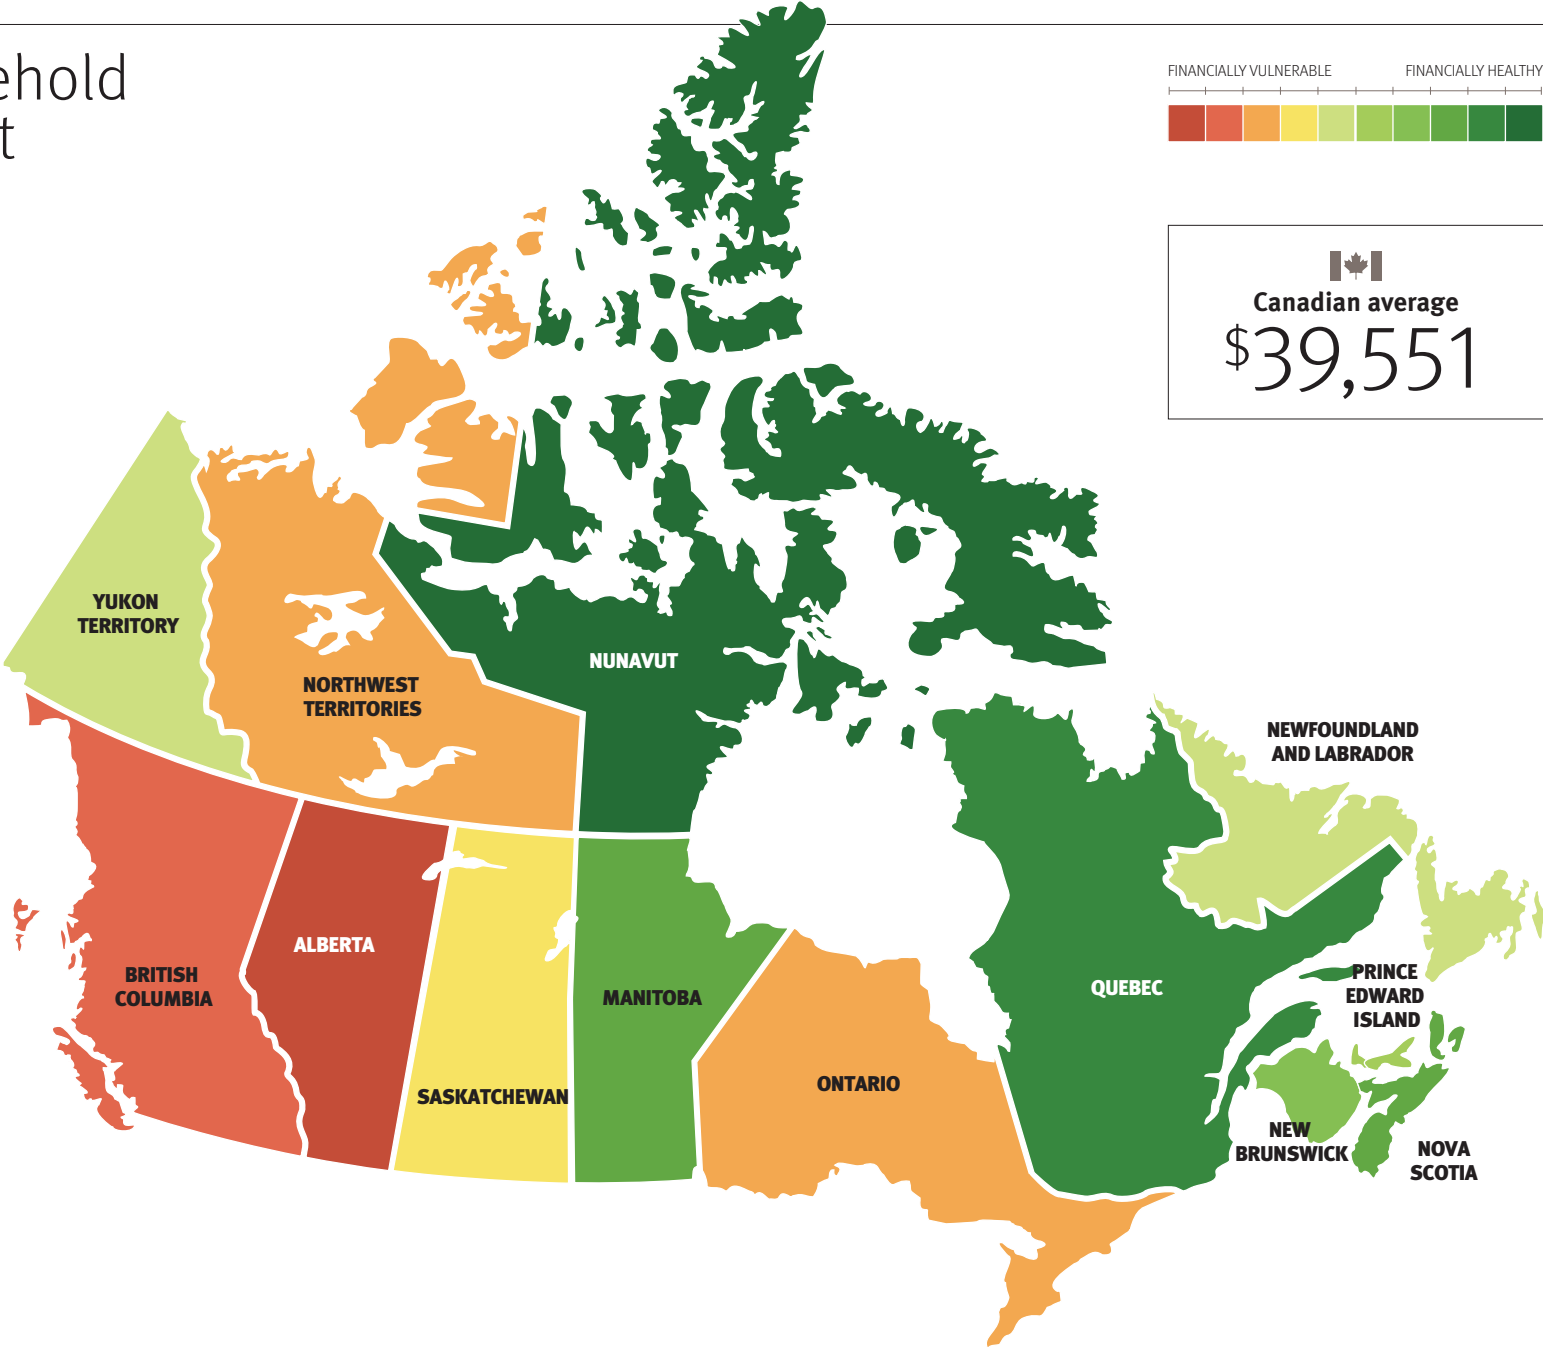 ehold
t
FINANCIALLY VULNERABLE
FINANCIALLY HEALTHY
Canadian average
$39,551
YUKON
TERRITORY
NORTHWEST
TERRITORIES
NUNAVUT
NEWFOUNDLAND
AND LABRADOR
BRITISH
COLUMBIA
ALBERTA
SASKATCHEWAN
MANITOBA
ONTARIO
QUEBEC
PRINCE
EDWARD
ISLAND
NEW
BRUNSWICK
NOVA
SCOTIA